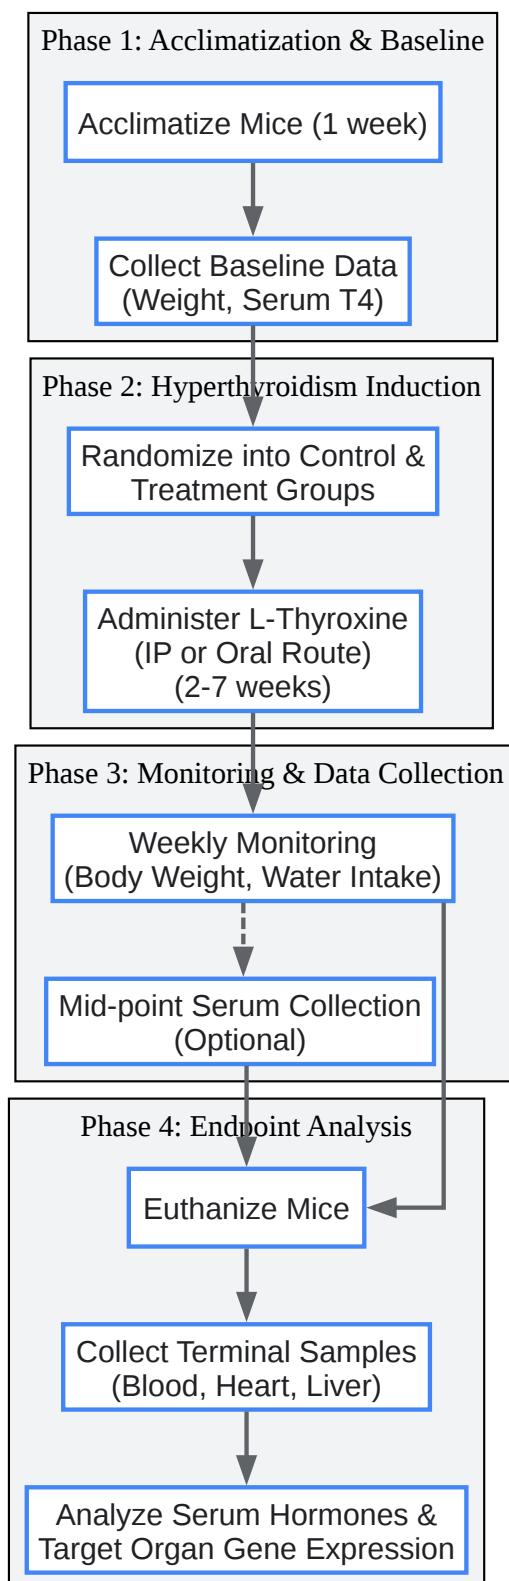 Phase 1: Acclimatization & Baseline
Acclimatize Mice (1 week)
Collect Baseline Data
(Weight, Serum T4)
Phase 2: Hyperthyroidism Induction
Randomize into Control &
Treatment Groups
Administer L-Thyroxine
(IP or Oral Route)
(2-7 weeks)
Phase 3: Monitoring & Data Collection
Weekly Monitoring
(Body Weight, Water Intake)
Mid-point Serum Collection
(Optional)
Phase 4: Endpoint Analysis
Euthanize Mice
Collect Terminal Samples
(Blood, Heart, Liver)
Analyze Serum Hormones &
Target Organ Gene Expression